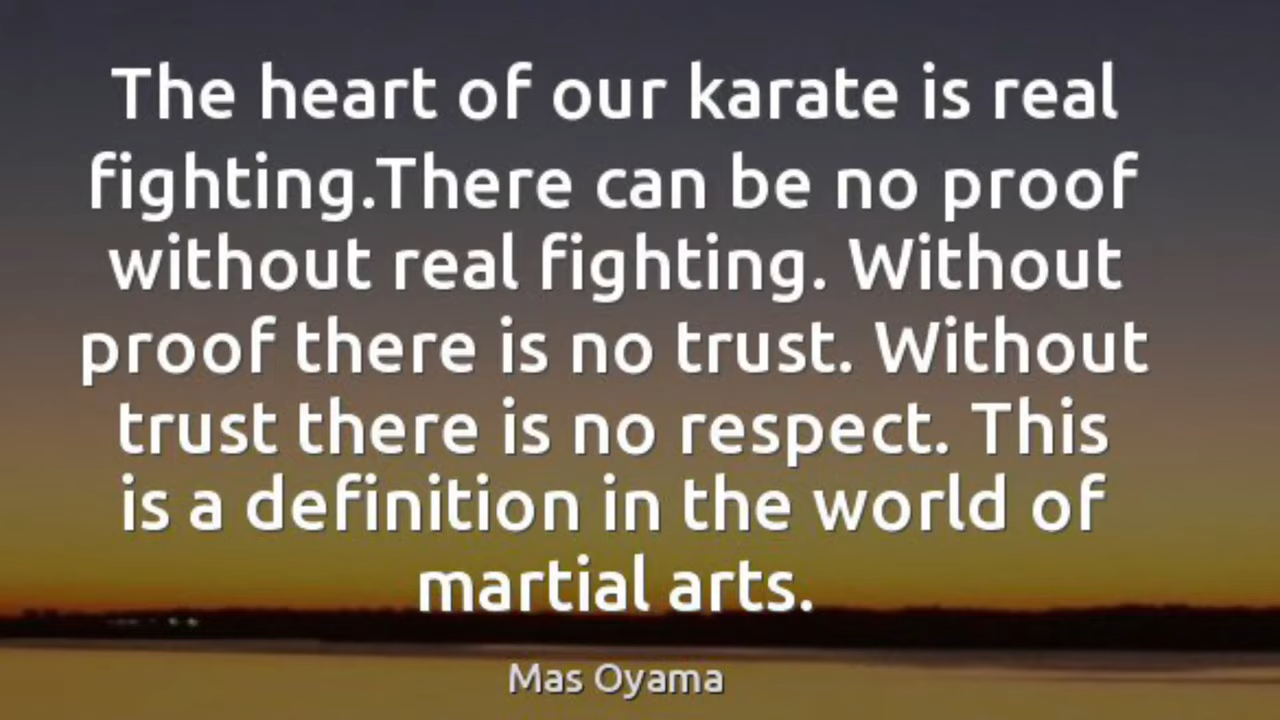 The heart of our karate is real
fighting.There can be no proof
without real fighting. Without
proof there is no trust. Without
trust there is no respect. This
is a definition in the world of
martial arts.
Mas Oyama